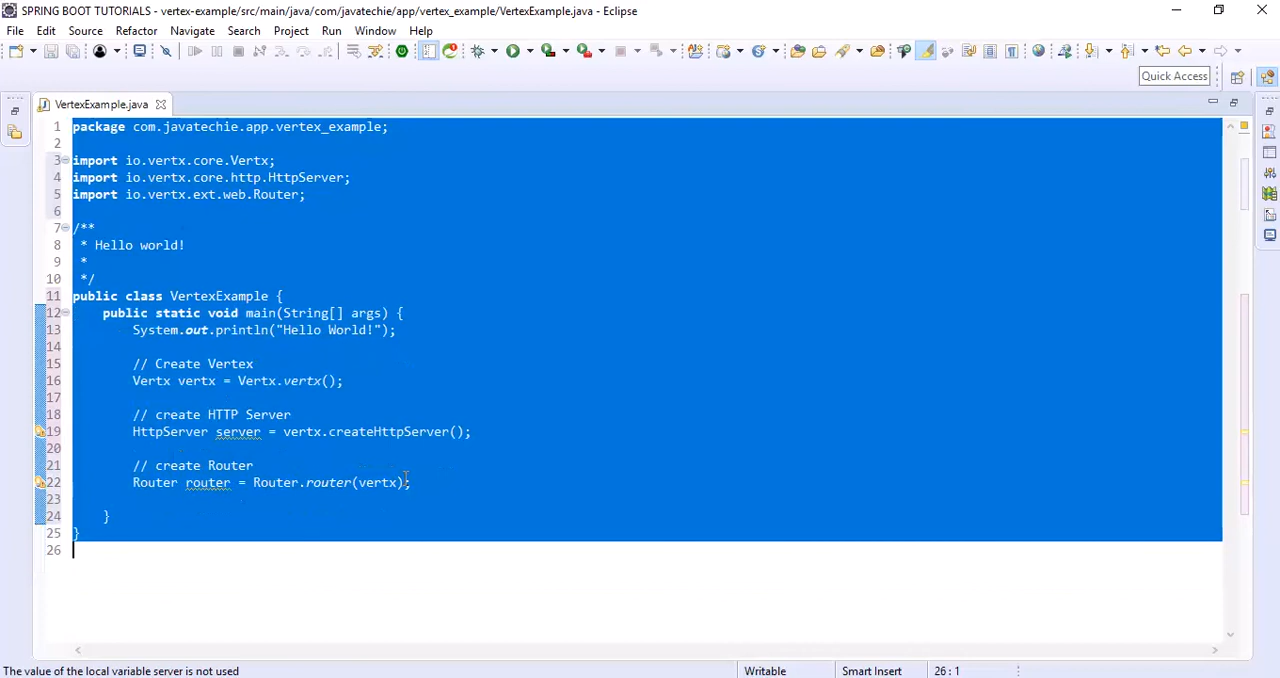 SPRING BOOT TUTORIALS - vertex-example/src/main/java/com/javatechie/app/vertex_example/VertexExample.java - Eclipse
File Edit Source Refactor Navigate Search Project Run Window Help
Quick Access
VertexExample.java
1 package com.javatechie.app.vertex_example;
2
3 import io.vertx.core.Vertx;
4 import io.vertx.core.http.HttpServer;
5 import io.vertx.ext.web.Router;
6
7 /**
8 * Hello world!
9 *
10 */
11 public class VertexExample {
12 public static void main(String[] args) {
13 System.out.println("Hello World!");
14
15 // Create Vertex
16 Vertx vertx = Vertx.vertx();
17
18 // create HTTP Server
19 HttpServer server = vertx.createHttpServer();
20
21 // create Router
22 Router router = Router.router(vertx);
23
24 }
25 }
26
The value of the local variable server is not used Writable Smart Insert 26 : 1